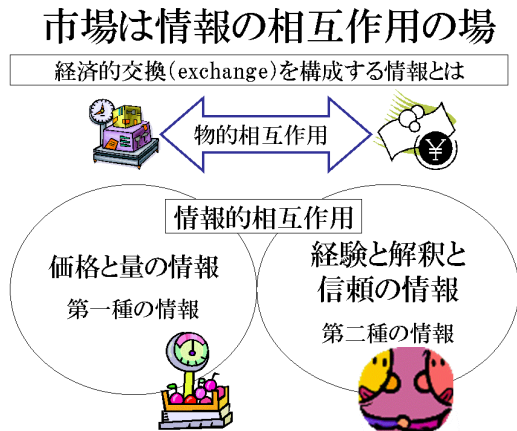 市場は情報の相互作用の場
経済的交換(exchange)を構成する情報とは
物的相互作用
¥
情報的相互作用
価格と量の情報
第一種の情報
経験と解釈と
信頼の情報
第二種の情報